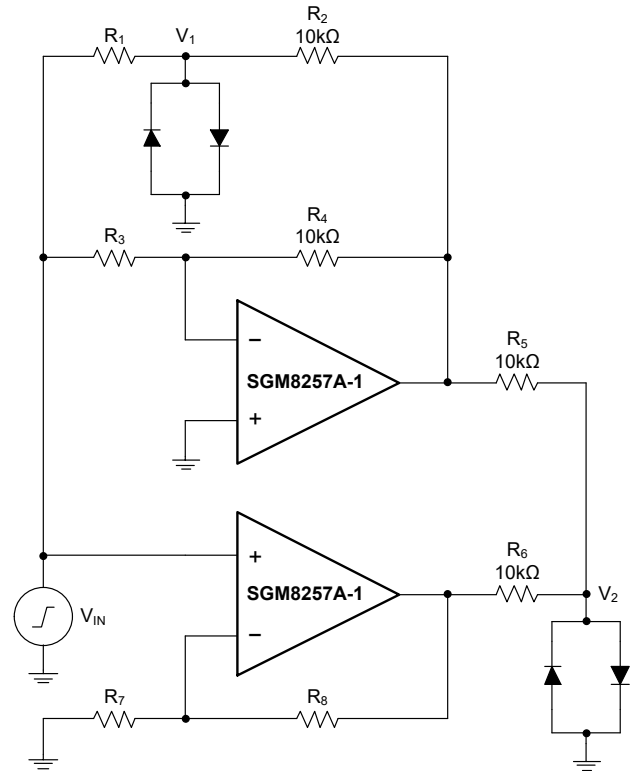 R1
V1
R2
10kΩ
R3
R4
10kΩ
−
SGM8257A-1
+
R5
10kΩ
+
SGM8257A-1
−
R6
10kΩ
V2
VIN
R7
R8